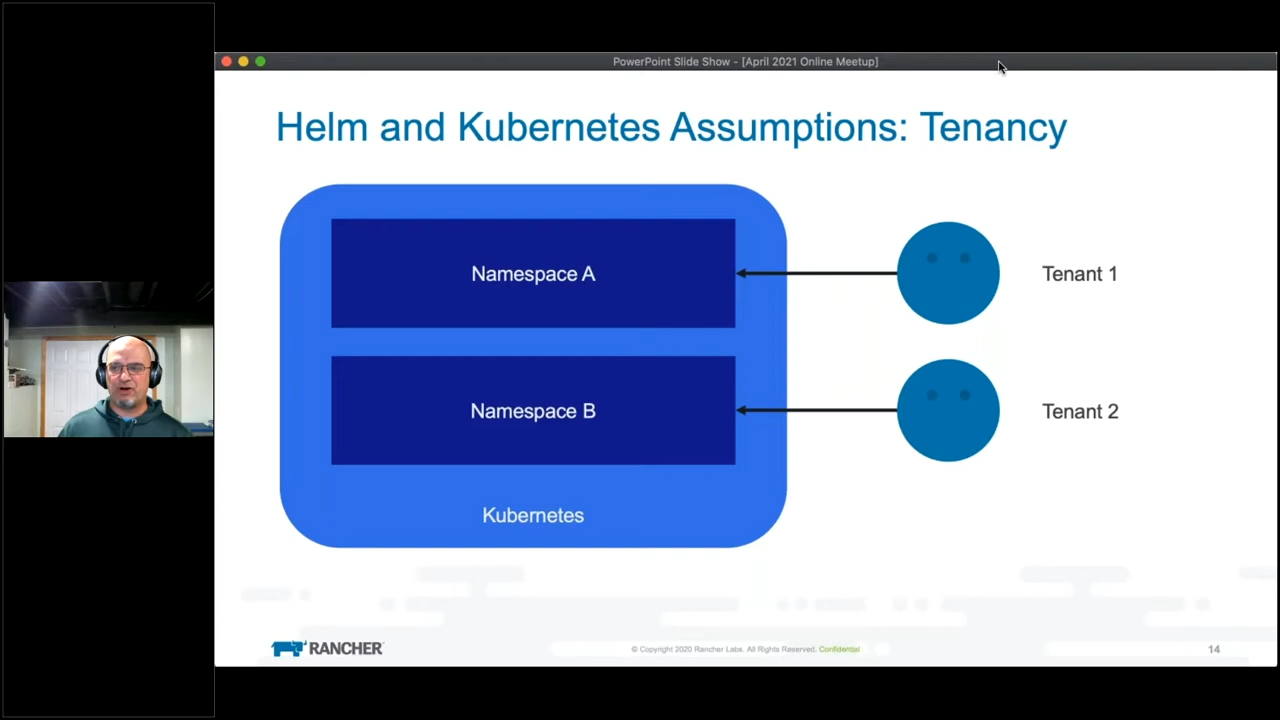 PowerPoint Slide Show - [April 2021 Online Meetup]
Helm and Kubernetes Assumptions: Tenancy
Namespace A
Tenant 1
Namespace B
Tenant 2
Kubernetes
RANCHER
© Copyright 2020 Rancher Labs. All Rights Reserved. Confidential
14